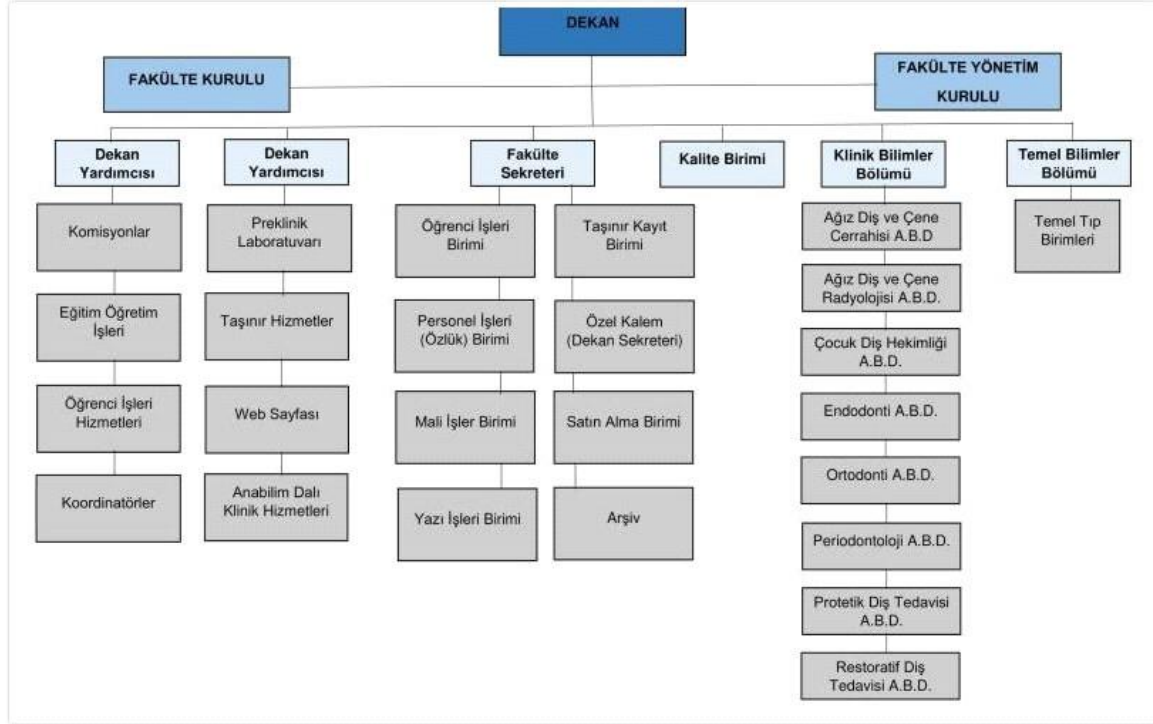 DEKAN
FAKÜLTE KURULU
FAKÜLTE YÖNETİM
KURULU
Dekan
Yardımcısı
Dekan
Yardımcısı
Fakülte
Sekreteri
Kalite Birimi
Klinik Bilimler
Bölümü
Temel Bilimler
Bölümü
Komisyonlar
Eğitim Öğretim
İşleri
Öğrenci İşleri
Hizmetleri
Koordinatörler
Preklinik
Laboratuvarı
Taşınır Hizmetler
Web Sayfası
Anabilim Dalı
Klinik Hizmetleri
Öğrenci İşleri
Birimi
Personel İşleri
(Özlük) Birimi
Mali İşler Birimi
Yazı İşleri Birimi
Taşınır Kayıt
Birimi
Özel Kalem
(Dekan Sekreteri)
Satın Alma Birimi
Arşiv
Ağız Diş ve Çene
Cerrahisi A.B.D
Ağız Diş ve Çene
Radyolojisi A.B.D.
Çocuk Diş Hekimliği
A.B.D.
Endodonti A.B.D.
Ortodonti A.B.D.
Periodontoloji A.B.D.
Protetik Diş Tedavisi
A.B.D.
Restoratif Diş
Tedavisi A.B.D.
Temel Tıp
Birimleri